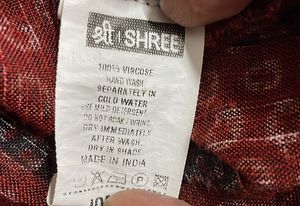 श्री SHREE
100% VISCOSE
HAND WASH
SEPARATELY IN
COLD WATER
USE MILD DETERGENT.
DO NOT SOAK / WRING
DRY IMMEDIATELY
AFTER WASH.
DRY IN SHADE
MADE IN INDIA